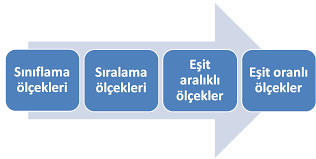 Sınıflama
ölçekleri
Sıralama
ölçekleri
Eşit
aralıklı
ölçekler
Eşit oranlı
ölçekler